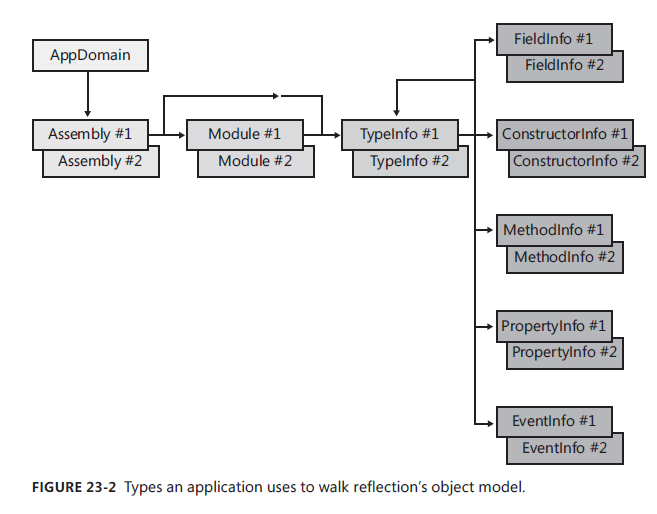 AppDomain
Assembly #1
Assembly #2
Module #1
Module #2
TypeInfo #1
TypeInfo #2
FieldInfo #1
FieldInfo #2
ConstructorInfo #1
ConstructorInfo #2
MethodInfo #1
MethodInfo #2
PropertyInfo #1
PropertyInfo #2
EventInfo #1
EventInfo #2
FIGURE 23-2 Types an application uses to walk reflection’s object model.